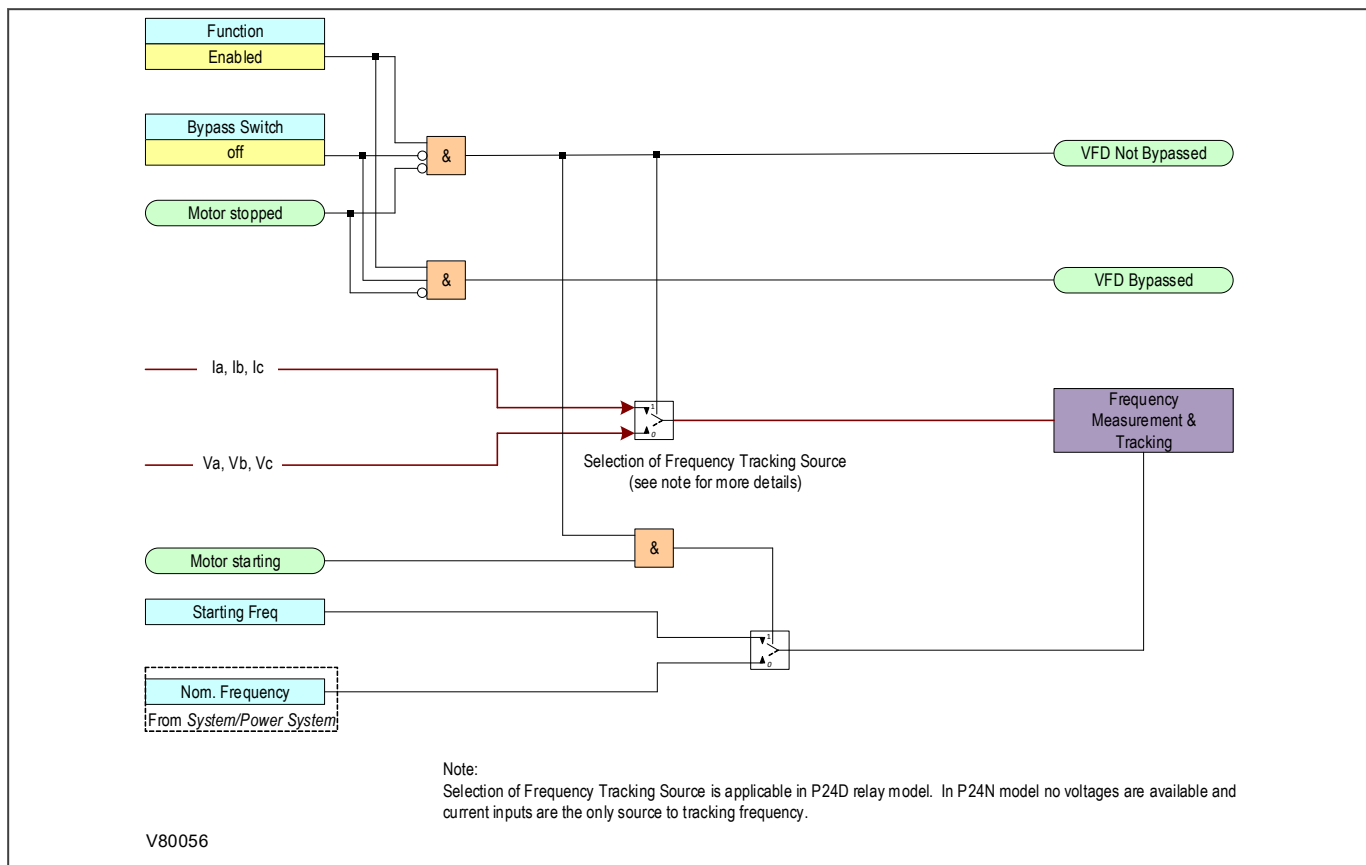 Function
Enabled
Bypass Switch
off
&
VFD Not Bypassed
Motor stopped
&
VFD Bypassed
Ia, Ib, Ic
1
0
Frequency
Measurement &
Tracking
Va, Vb, Vc
Selection of Frequency Tracking Source
(see note for more details)
&
Motor starting
Starting Freq
1
0
Nom. Frequency
From System/Power System
Note:
Selection of Frequency Tracking Source is applicable in P24D relay model. In P24N model no voltages are available and
current inputs are the only source to tracking frequency.
V80056